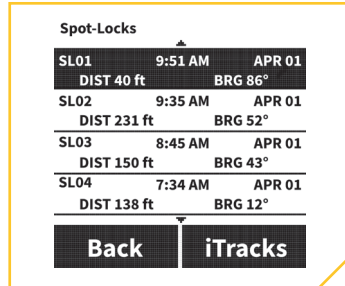 Spot-Locks
SL01 9:51 AM APR 01
DIST 40 ft BRG 86°
SL02 9:35 AM APR 01
DIST 231 ft BRG 52°
SL03 8:45 AM APR 01
DIST 150 ft BRG 43°
SL04 7:34 AM APR 01
DIST 138 ft BRG 12°
Back iTracks